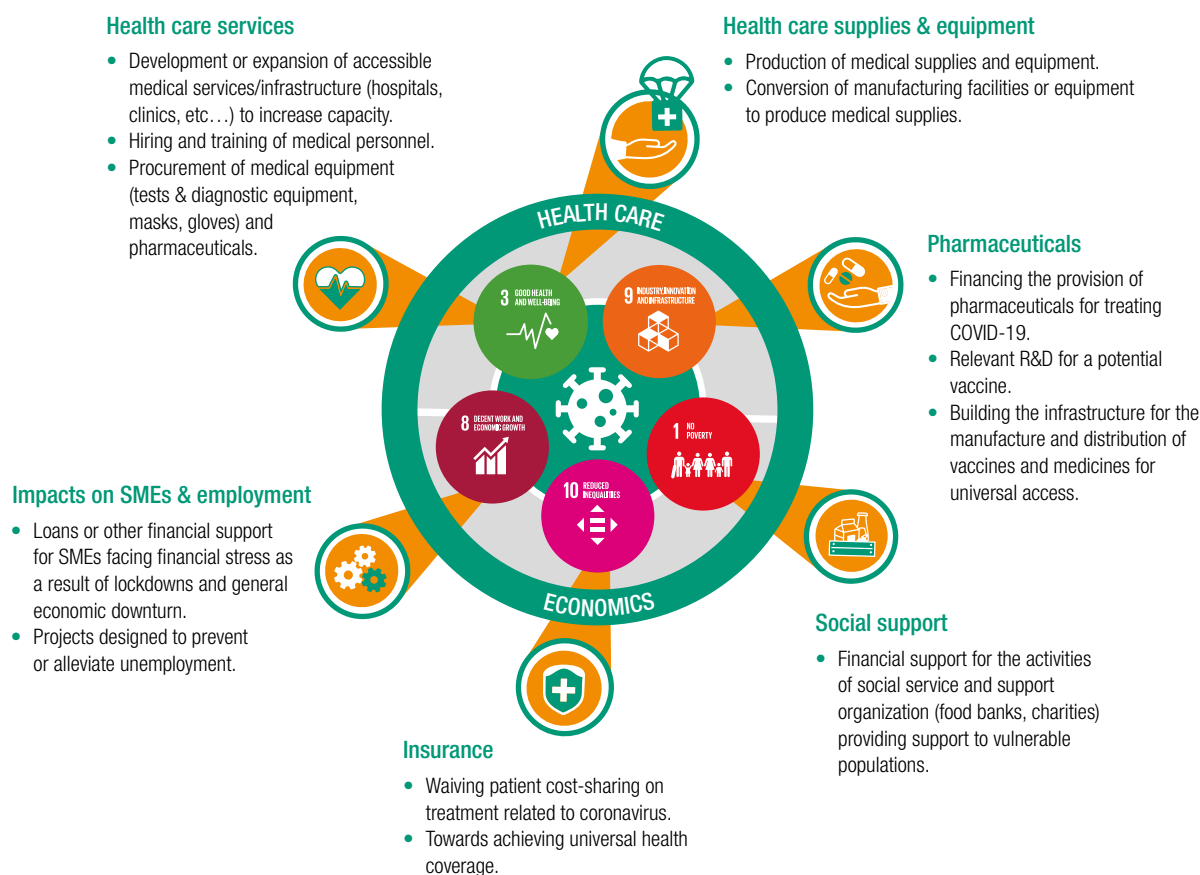 Health care services
• Development or expansion of accessible
medical services/infrastructure (hospitals,
clinics, etc…) to increase capacity.
• Hiring and training of medical personnel.
• Procurement of medical equipment
(tests & diagnostic equipment,
masks, gloves) and
pharmaceuticals.
Health care supplies & equipment
• Production of medical supplies and equipment.
• Conversion of manufacturing facilities or equipment
to produce medical supplies.
HEALTH CARE
Pharmaceuticals
• Financing the provision of
pharmaceuticals for treating
COVID-19.
• Relevant R&D for a potential
vaccine.
• Building the infrastructure for the
manufacture and distribution of
vaccines and medicines for
universal access.
3 GOOD HEALTH
AND WELL-BEING
9 INDUSTRY, INNOVATION
AND INFRASTRUCTURE
8 DECENT WORK AND
ECONOMIC GROWTH
1 NO
POVERTY
10 REDUCED
INEQUALITIES
Impacts on SMEs & employment
• Loans or other financial support
for SMEs facing financial stress as
a result of lockdowns and general
economic downturn.
• Projects designed to prevent
or alleviate unemployment.
ECONOMICS
Social support
• Financial support for the activities
of social service and support
organization (food banks, charities)
providing support to vulnerable
populations.
Insurance
• Waiving patient cost-sharing on
treatment related to coronavirus.
• Towards achieving universal health
coverage.